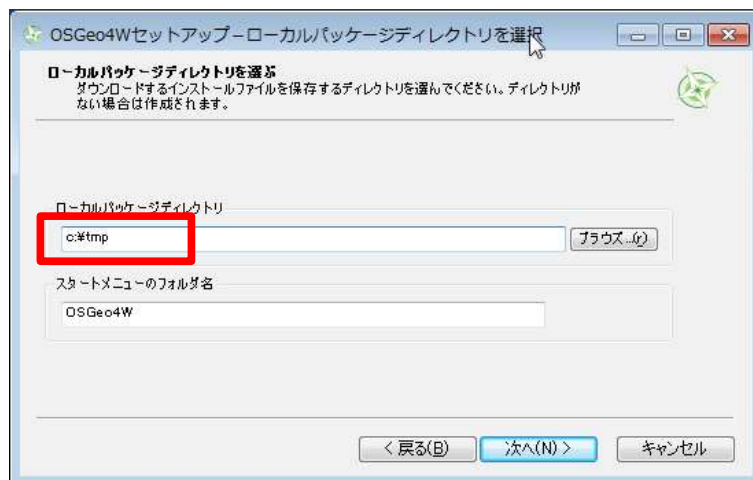 OSGeo4Wセットアップ－ローカルパッケージディレクトリを選択
ローカルパッケージディレクトリを選ぶ
ダウンロードするインストールファイルを保存するディレクトリを選んでください。ディレクトリが
ない場合は作成されます。
ローカルパッケージディレクトリ
c:¥tmp
ブラウズ...(r)
スタートメニューのフォルダ名
OSGeo4W
< 戻る(B)
次へ(N) >
キャンセル